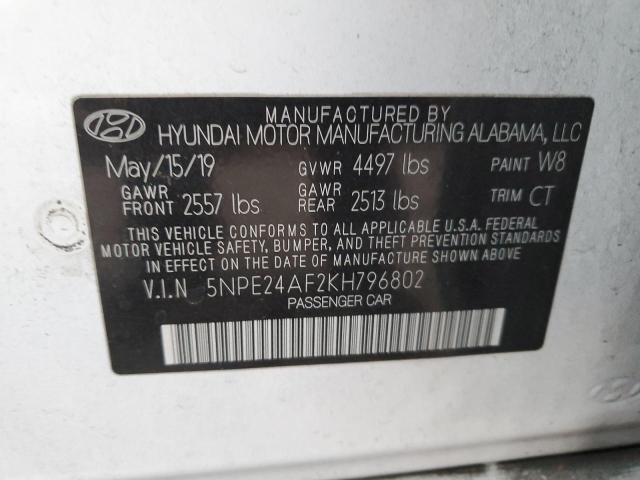 MANUFACTURED BY
HYUNDAI MOTOR MANUFACTURING ALABAMA, LLC
May/15/19 GVWR 4497 lbs PAINT W8
GAWR FRONT 2557 lbs GAWR REAR 2513 lbs TRIM CT
THIS VEHICLE CONFORMS TO ALL APPLICABLE U.S.A. FEDERAL
MOTOR VEHICLE SAFETY, BUMPER, AND THEFT PREVENTION STANDARDS
IN EFFECT ON THE DATE OF MANUFACTURE SHOWN ABOVE
V.I.N 5NPE24AF2KH796802
PASSENGER CAR